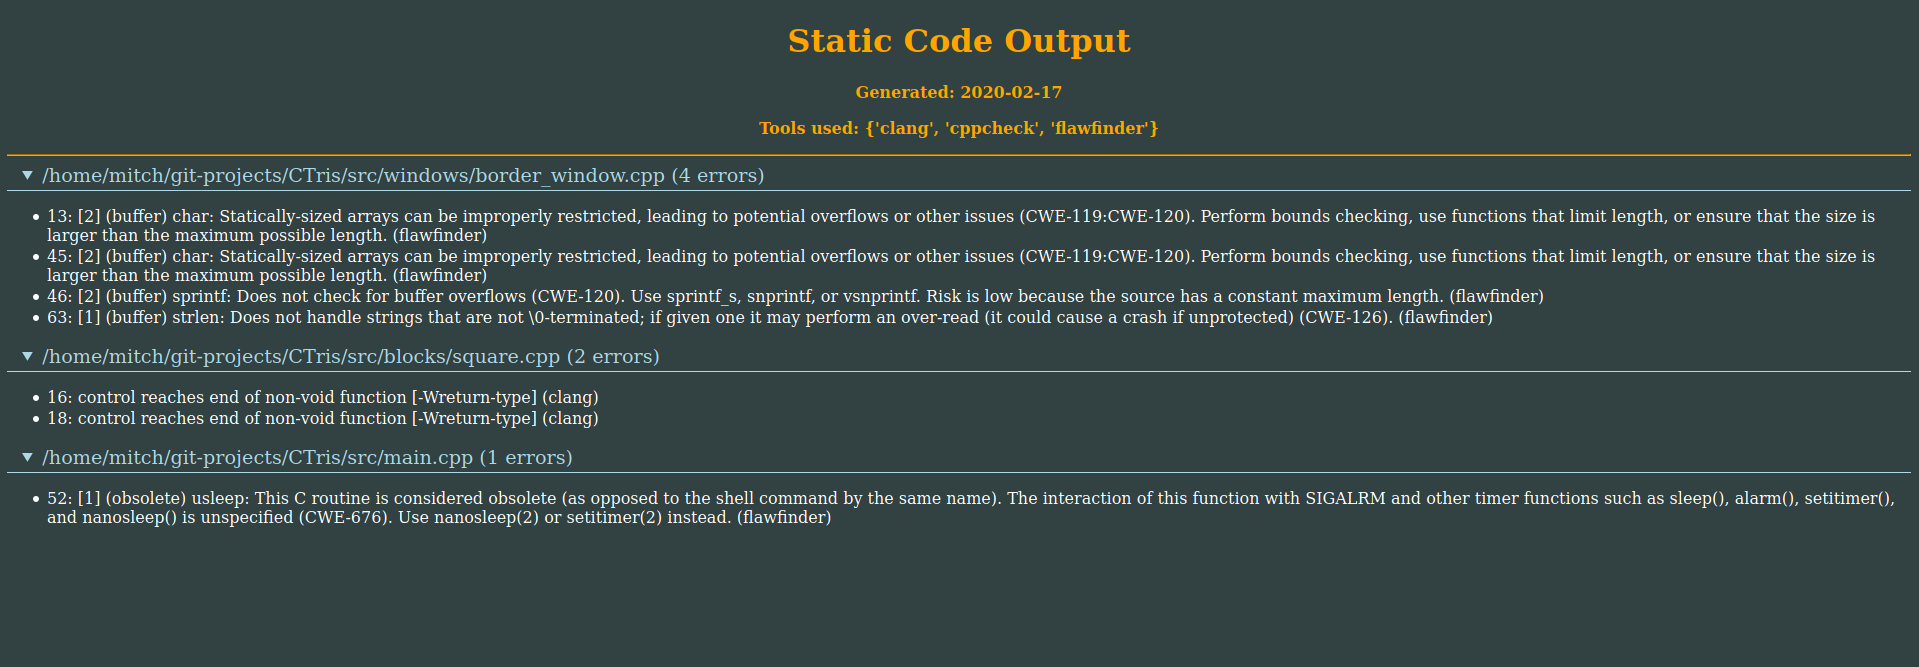 Static Code Output
Generated: 2020-02-17
Tools used: {'clang', 'cppcheck', 'flawfinder'}
▼ /home/mitch/git-projects/CTris/src/windows/border_window.cpp (4 errors)
• 13: [2] (buffer) char: Statically-sized arrays can be improperly restricted, leading to potential overflows or other issues (CWE-119:CWE-120). Perform bounds checking, use functions that limit length, or ensure that the size is
larger than the maximum possible length. (flawfinder)
• 45: [2] (buffer) char: Statically-sized arrays can be improperly restricted, leading to potential overflows or other issues (CWE-119:CWE-120). Perform bounds checking, use functions that limit length, or ensure that the size is
larger than the maximum possible length. (flawfinder)
• 46: [2] (buffer) sprintf: Does not check for buffer overflows (CWE-120). Use sprintf_s, snprintf, or vsnprintf. Risk is low because the source has a constant maximum length. (flawfinder)
• 63: [1] (buffer) strlen: Does not handle strings that are not \0-terminated; if given one it may perform an over-read (it could cause a crash if unprotected) (CWE-126). (flawfinder)
▼ /home/mitch/git-projects/CTris/src/blocks/square.cpp (2 errors)
• 16: control reaches end of non-void function [-Wreturn-type] (clang)
• 18: control reaches end of non-void function [-Wreturn-type] (clang)
▼ /home/mitch/git-projects/CTris/src/main.cpp (1 errors)
• 52: [1] (obsolete) usleep: This C routine is considered obsolete (as opposed to the shell command by the same name). The interaction of this function with SIGALRM and other timer functions such as sleep(), alarm(), setitimer(),
and nanosleep() is unspecified (CWE-676). Use nanosleep(2) or setitimer(2) instead. (flawfinder)